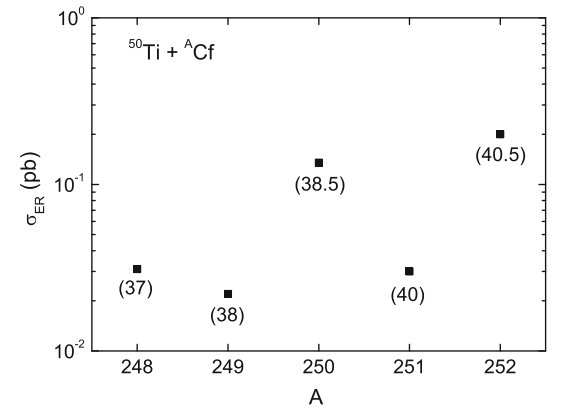 10⁰
⁵⁰Ti + ᴬCf
(40.5)
(38.5)
10⁻¹
σ_ER (pb)
(37)
(40)
(38)
10⁻²
248 249 250 251 252
A